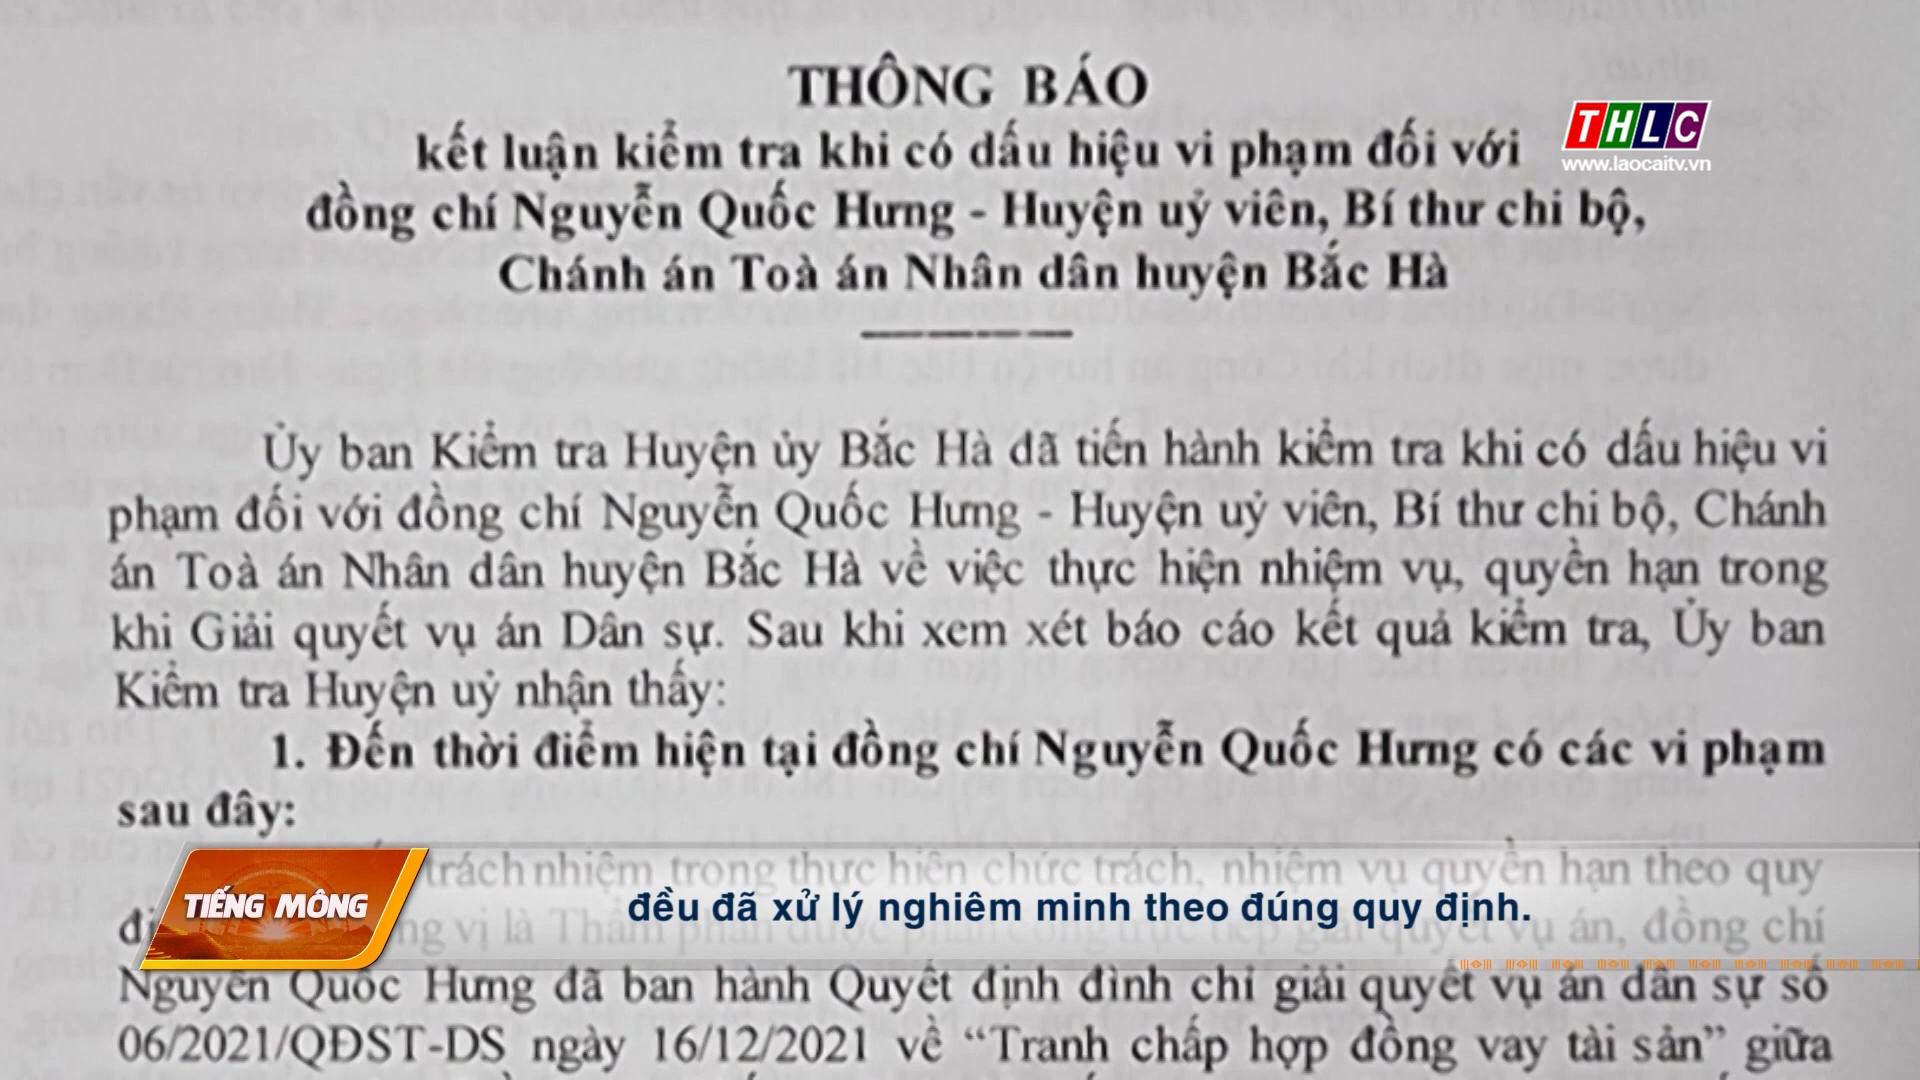 THÔNG BÁO
kết luận kiểm tra khi có dấu hiệu vi phạm đối với
đồng chí Nguyễn Quốc Hưng - Huyện uỷ viên, Bí thư chi bộ,
Chánh án Toà án Nhân dân huyện Bắc Hà
THLC
www.laocaitv.vn
Ủy ban Kiểm tra Huyện ủy Bắc Hà đã tiến hành kiểm tra khi có dấu hiệu vi
phạm đối với đồng chí Nguyễn Quốc Hưng - Huyện uỷ viên, Bí thư chi bộ, Chánh
án Toà án Nhân dân huyện Bắc Hà về việc thực hiện nhiệm vụ, quyền hạn trong
khi Giải quyết vụ án Dân sự. Sau khi xem xét báo cáo kết quả kiểm tra, Ủy ban
Kiểm tra Huyện uỷ nhận thấy:
1. Đến thời điểm hiện tại đồng chí Nguyễn Quốc Hưng có các vi phạm
sau đây:
trách nhiệm trong thực hiện chức trách, nhiệm vụ quyền hạn theo quy
TIẾNG MÔNG
đều đã xử lý nghiêm minh theo đúng quy định.
vị là Thẩm phán được phân công trực tiếp giải quyết vụ án, đồng chí
Nguyễn Quốc Hưng đã ban hành Quyết định đình chỉ giải quyết vụ án dân sự số
06/2021/QĐST-DS ngày 16/12/2021 về “Tranh chấp hợp đồng vay tài sản” giữa